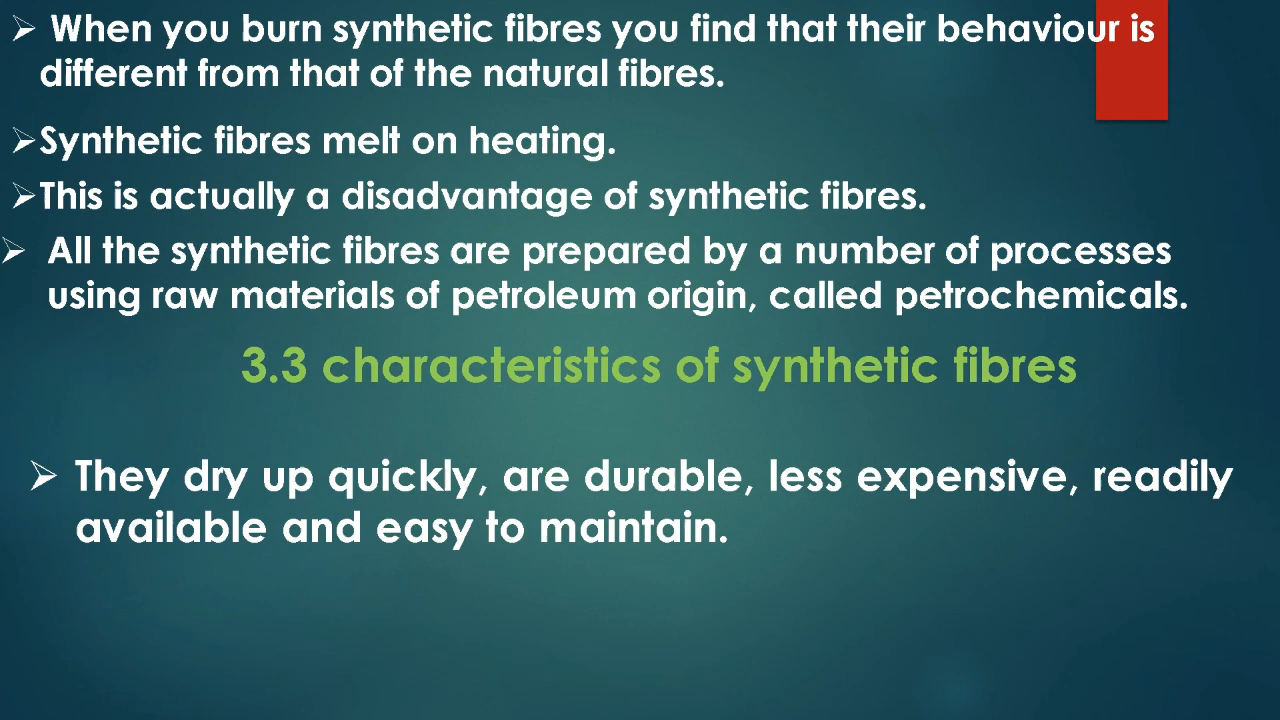 ➢ When you burn synthetic fibres you find that their behaviour is
different from that of the natural fibres.
➢Synthetic fibres melt on heating.
➢This is actually a disadvantage of synthetic fibres.
➢ All the synthetic fibres are prepared by a number of processes
using raw materials of petroleum origin, called petrochemicals.
3.3 characteristics of synthetic fibres
➢ They dry up quickly, are durable, less expensive, readily
available and easy to maintain.